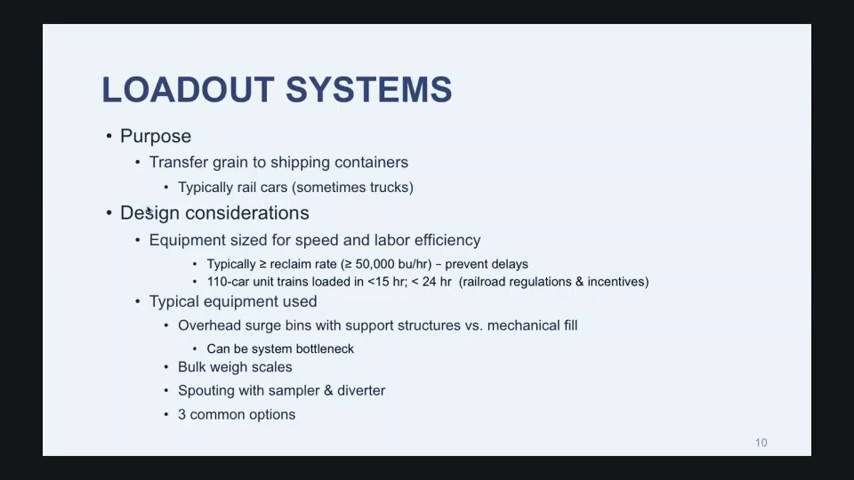 LOADOUT SYSTEMS
• Purpose
• Transfer grain to shipping containers
• Typically rail cars (sometimes trucks)
• Design considerations
• Equipment sized for speed and labor efficiency
• Typically ≥ reclaim rate (≥ 50,000 bu/hr) – prevent delays
• 110-car unit trains loaded in <15 hr; < 24 hr (railroad regulations & incentives)
• Typical equipment used
• Overhead surge bins with support structures vs. mechanical fill
• Can be system bottleneck
• Bulk weigh scales
• Spouting with sampler & diverter
• 3 common options
10